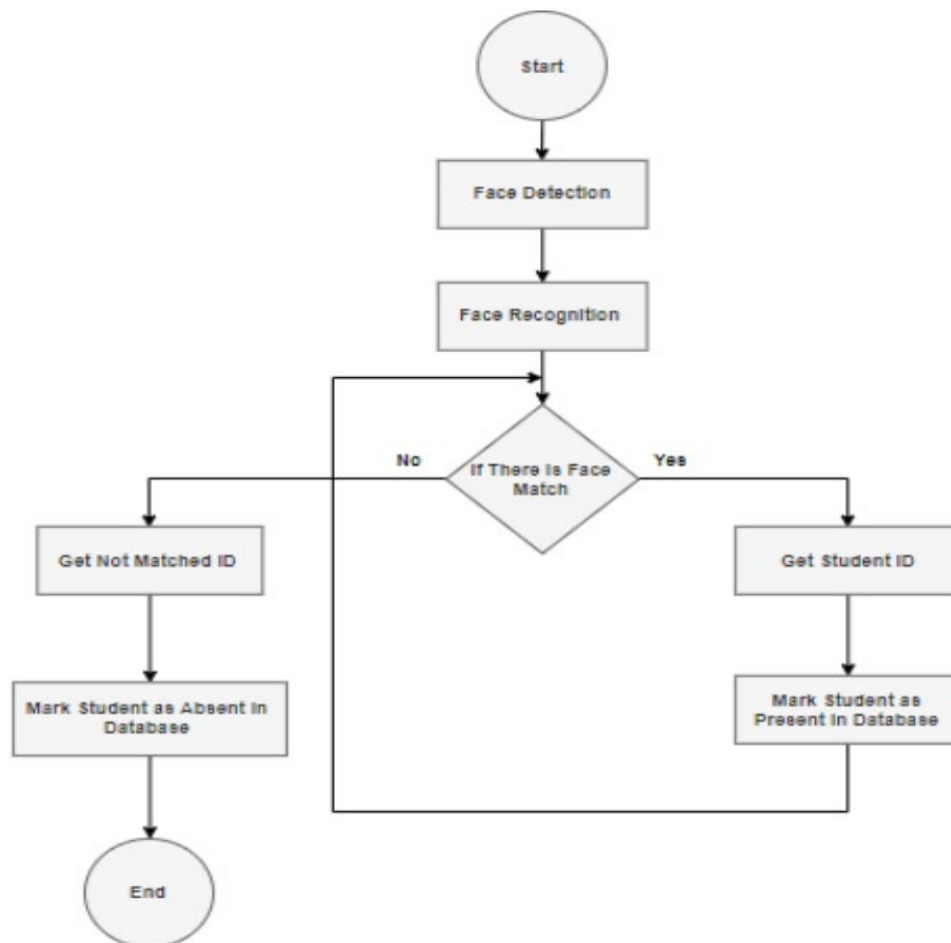 Start
Face Detection
Face Recognition
No
If There is Face
Match
Yes
Get Not Matched ID
Get Student ID
Mark Student as Absent in
Database
Mark Student as
Present in Database
End